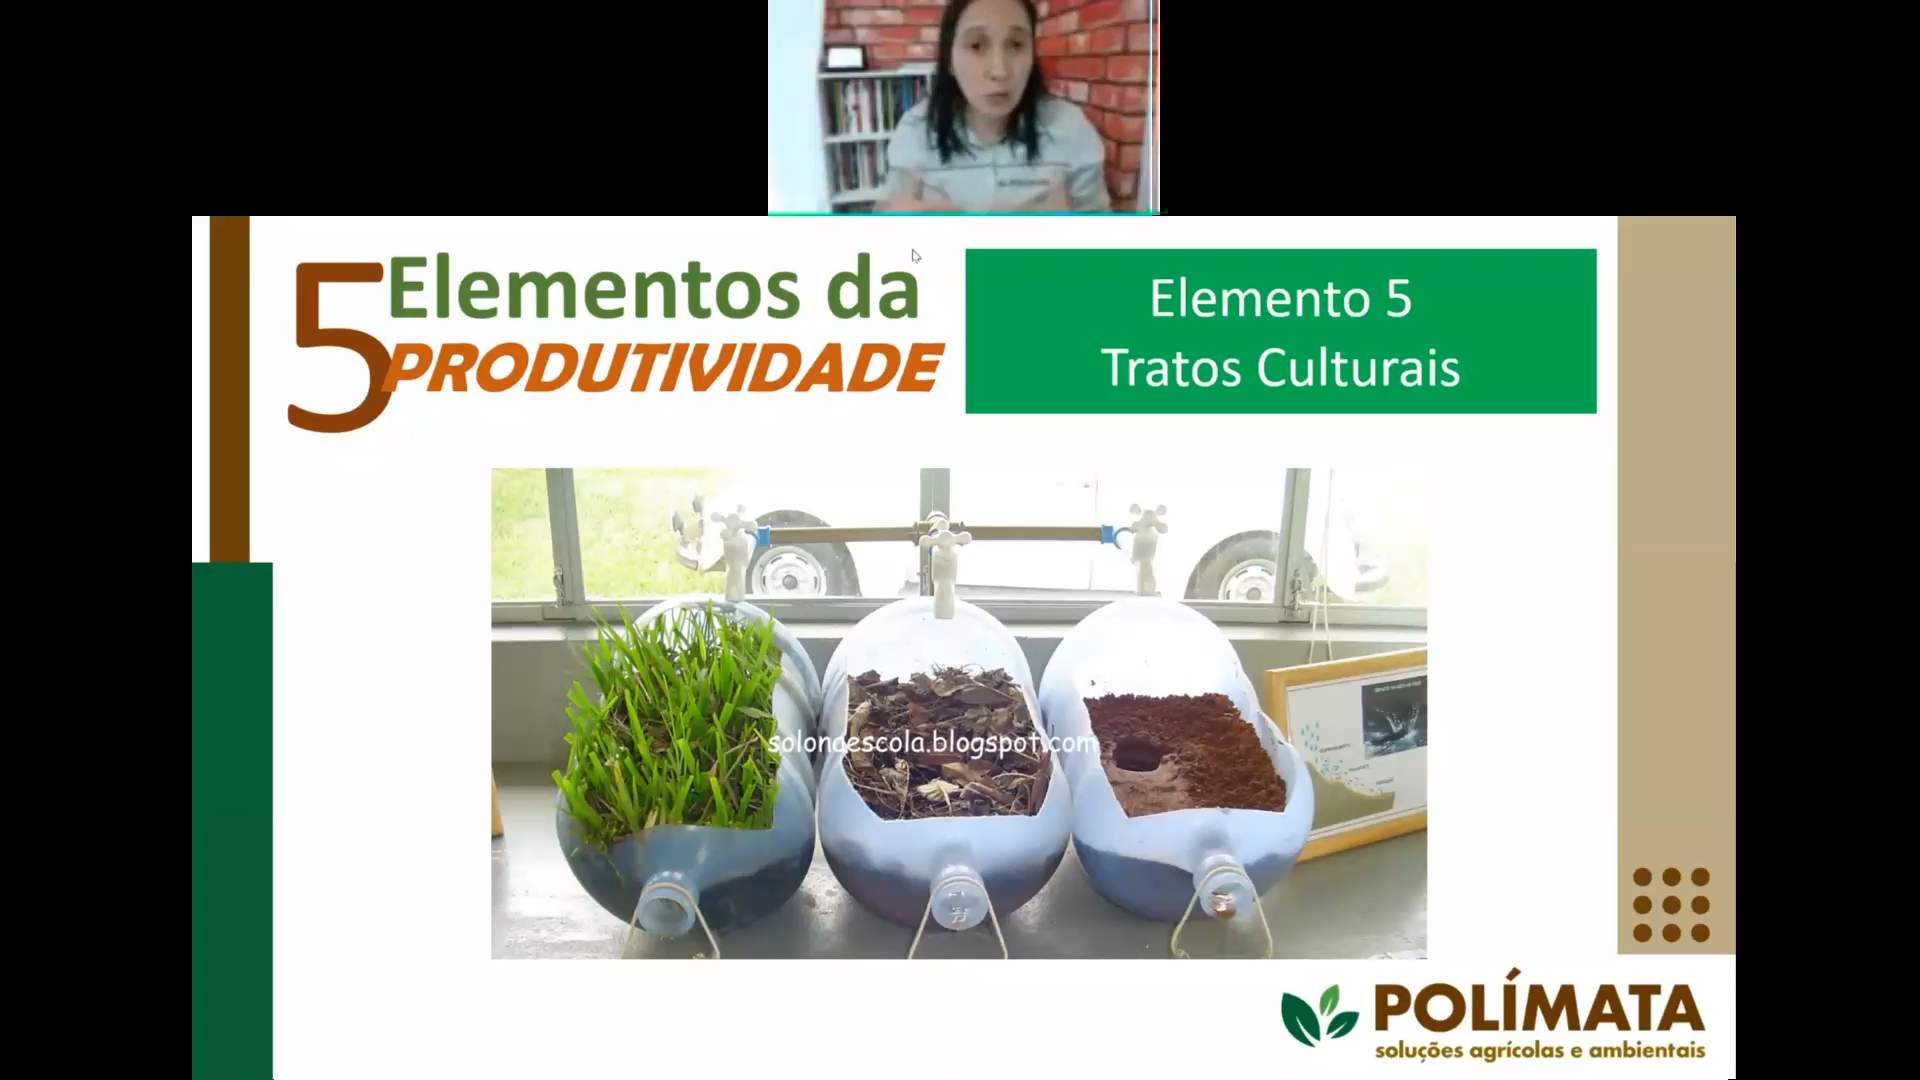 5 Elementos da
PRODUTIVIDADE
Elemento 5
Tratos Culturais
solonaescola.blogspot.com
POLÍMATA
soluções agrícolas e ambientais